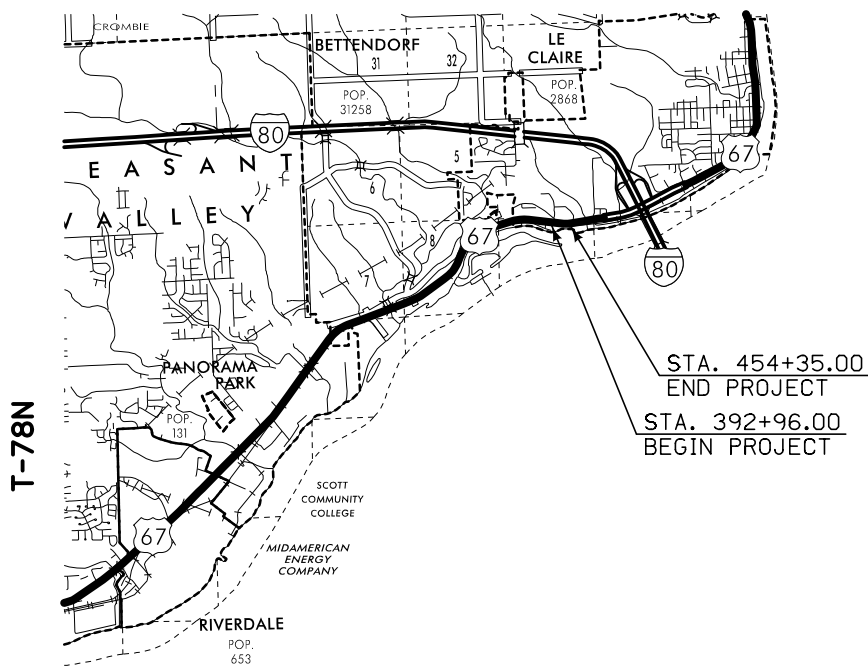 CROMBIE
BETTENDORF
31
32
LE
CLAIRE
POP.
31258
POP.
2868
80
67
E A S A N T
5
6
V A L L E Y
67
8
7
80
STA. 454+35.00
END PROJECT
PANORAMA
PARK
POP.
131
STA. 392+96.00
BEGIN PROJECT
T-78N
SCOTT
COMMUNITY
COLLEGE
67
MIDAMERICAN
ENERGY
COMPANY
RIVERDALE
POP.
653